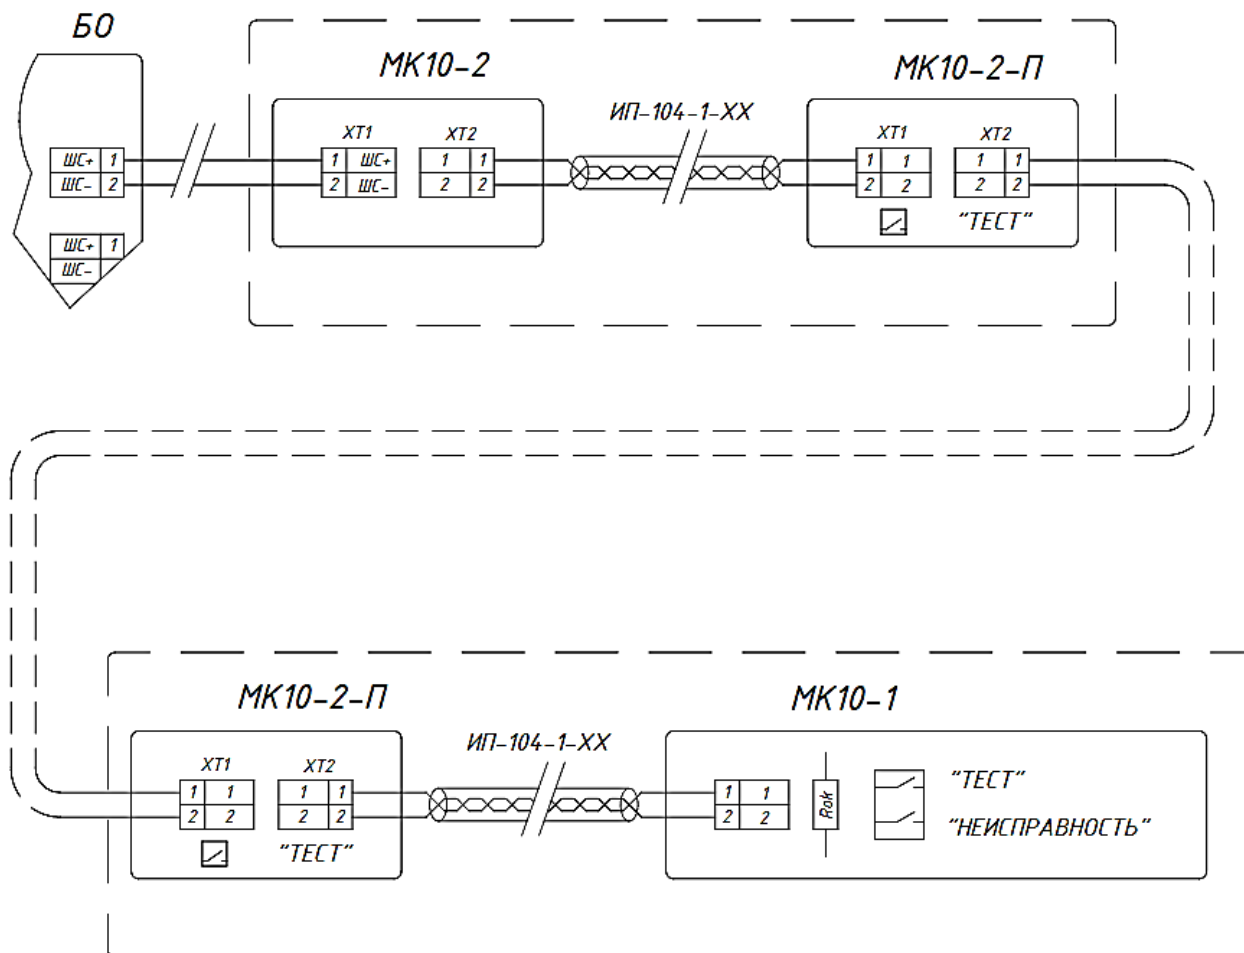 БО
МК10-2
МК10-2-П
ИП-104-1-ХХ
ХТ1
ХТ2
ХТ1
ХТ2
ШС+ 1
ШС- 2
1 ШС+
2 ШС-
1 1
2 2
1 1
2 2
1 1
2 2
"ТЕСТ"
ШС+ 1
ШС-
МК10-2-П
МК10-1
ИП-104-1-ХХ
ХТ1
ХТ2
1 1
2 2
1 1
2 2
1 1
2 2
Rok
"ТЕСТ"
"НЕИСПРАВНОСТЬ"
"ТЕСТ"